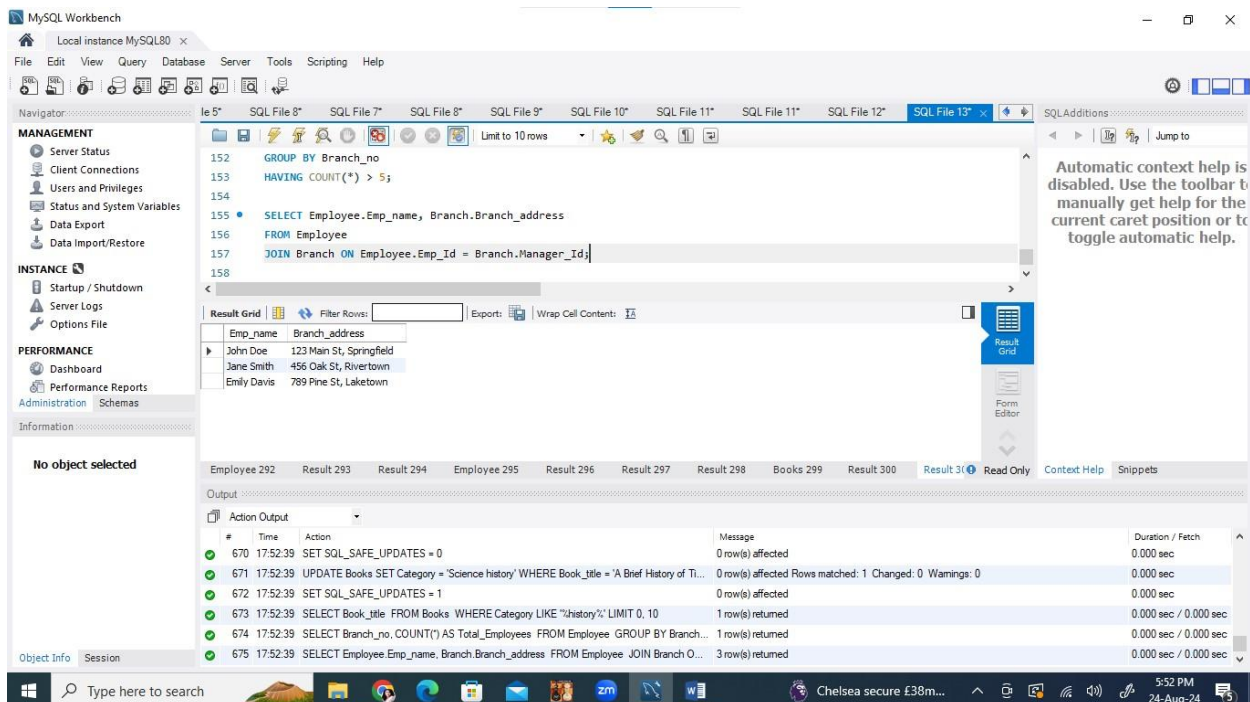 MySQL Workbench
Local instance MySQL80
File Edit View Query Database Server Tools Scripting Help
Navigator
MANAGEMENT
Server Status
Client Connections
Users and Privileges
Status and System Variables
Data Export
Data Import/Restore
INSTANCE
Startup / Shutdown
Server Logs
Options File
PERFORMANCE
Dashboard
Performance Reports
Administration Schemas
Information
No object selected
Object Info Session
le 5* SQL File 8* SQL File 7* SQL File 8* SQL File 9* SQL File 10* SQL File 11* SQL File 11* SQL File 12* SQL File 13*
Limit to 10 rows
152 GROUP BY Branch_no
153 HAVING COUNT(*) > 5;
154
155 SELECT Employee.Emp_name, Branch.Branch_address
156 FROM Employee
157 JOIN Branch ON Employee.Emp_Id = Branch.Manager_Id;
158
Result Grid Filter Rows: Export: Wrap Cell Content:
Emp_name Branch_address
John Doe 123 Main St, Springfield
Jane Smith 456 Oak St, Rivertown
Emily Davis 789 Pine St, Laketown
Result
Grid
Form
Editor
Employee 292 Result 293 Result 294 Employee 295 Result 296 Result 297 Result 298 Books 299 Result 300 Result 30 Read Only
SQLAdditions
Jump to
Automatic context help is
disabled. Use the toolbar to
manually get help for the
current caret position or to
toggle automatic help.
Context Help Snippets
Output
Action Output
# Time Action Message Duration / Fetch
670 17:52:39 SET SQL_SAFE_UPDATES = 0 0 row(s) affected 0.000 sec
671 17:52:39 UPDATE Books SET Category = 'Science history' WHERE Book_title = 'A Brief History of Ti... 0 row(s) affected Rows matched: 1 Changed: 0 Warnings: 0 0.000 sec
672 17:52:39 SET SQL_SAFE_UPDATES = 1 0 row(s) affected 0.000 sec
673 17:52:39 SELECT Book_title FROM Books WHERE Category LIKE '%history%' LIMIT 0, 10 1 row(s) returned 0.000 sec / 0.000 sec
674 17:52:39 SELECT Branch_no, COUNT(*) AS Total_Employees FROM Employee GROUP BY Branch... 1 row(s) returned 0.000 sec / 0.000 sec
675 17:52:39 SELECT Employee.Emp_name, Branch.Branch_address FROM Employee JOIN Branch O... 3 row(s) returned 0.000 sec / 0.000 sec
Type here to search
zm
Chelsea secure £38m...
5:52 PM
24-Aug-24
5